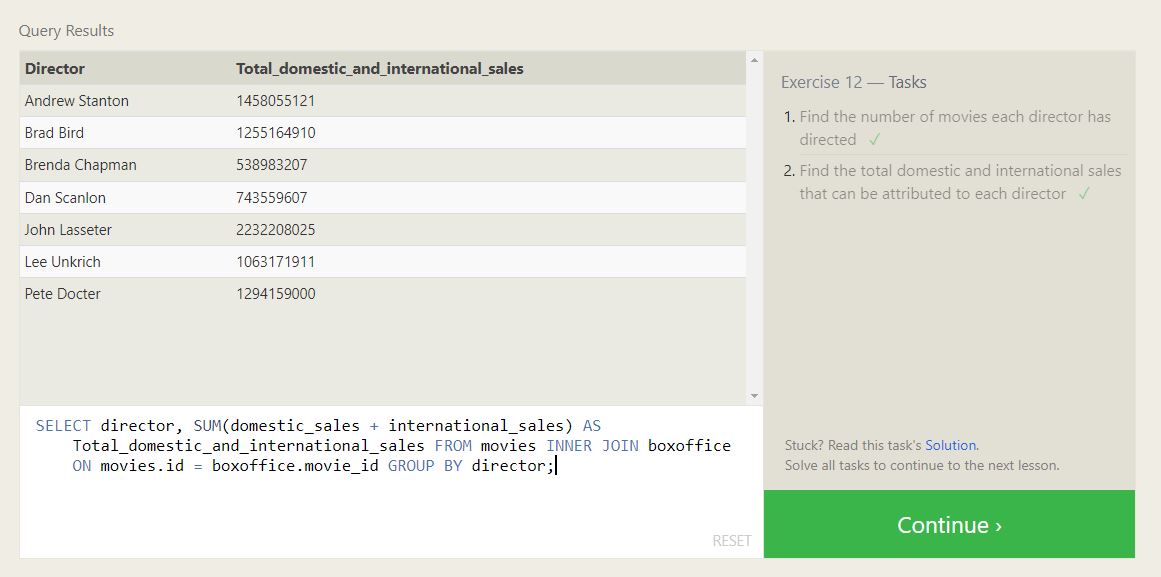 Query Results
Director Total_domestic_and_international_sales
Andrew Stanton 1458055121
Brad Bird 1255164910
Brenda Chapman 538983207
Dan Scanlon 743559607
John Lasseter 2232208025
Lee Unkrich 1063171911
Pete Docter 1294159000
SELECT director, SUM(domestic_sales + international_sales) AS
Total_domestic_and_international_sales FROM movies INNER JOIN boxoffice
ON movies.id = boxoffice.movie_id GROUP BY director;
RESET
Exercise 12 — Tasks
1. Find the number of movies each director has
directed ✓
2. Find the total domestic and international sales
that can be attributed to each director ✓
Stuck? Read this task's Solution.
Solve all tasks to continue to the next lesson.
Continue ›